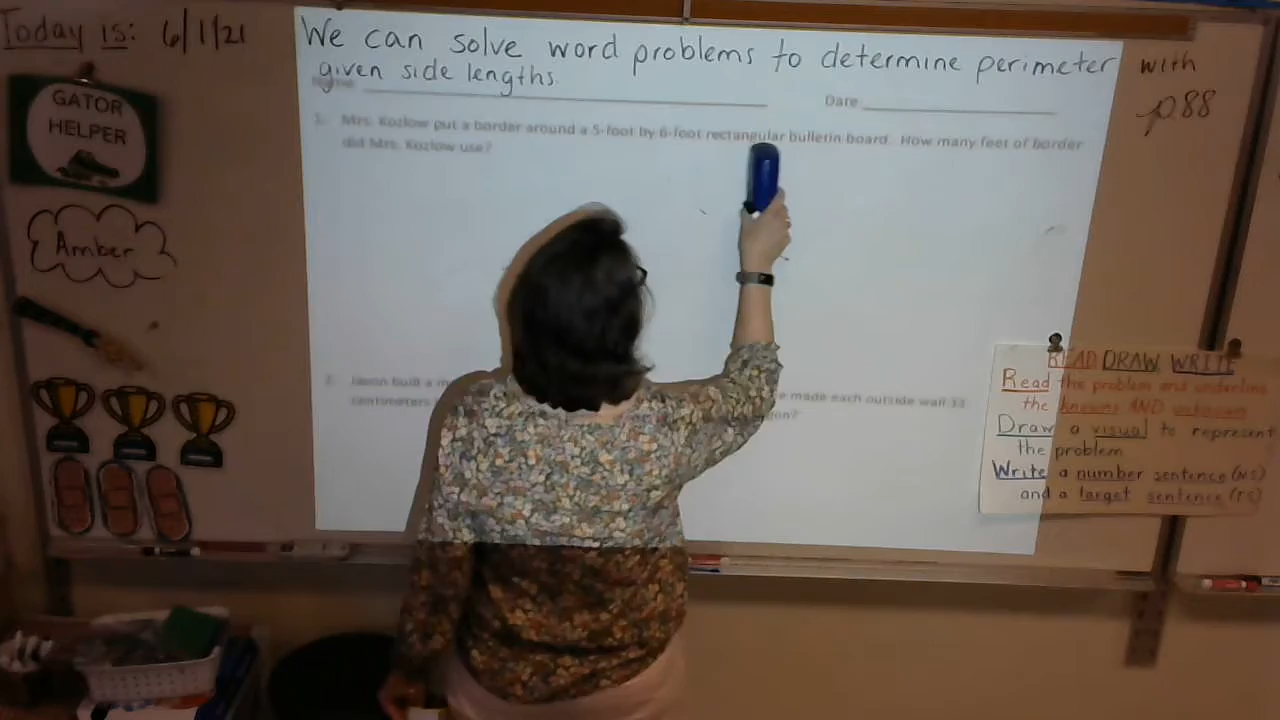 Today is: 6/1/21
We can solve word problems to determine perimeter with
given side lengths.
p88
GATOR
HELPER
Amber
Name
Date
1. Mrs. Kozlow put a border around a 5-foot by 6-foot rectangular bulletin board. How many feet of border
did Mrs. Kozlow use?
2. Jason built a m
e made each outside wall 33
centimeters
on?
READ DRAW WRITE
Read the problem and underline
the knowns AND unknowns
Draw a visual to represent
the problem
Write a number sentence (NS)
and a target sentence (TS)